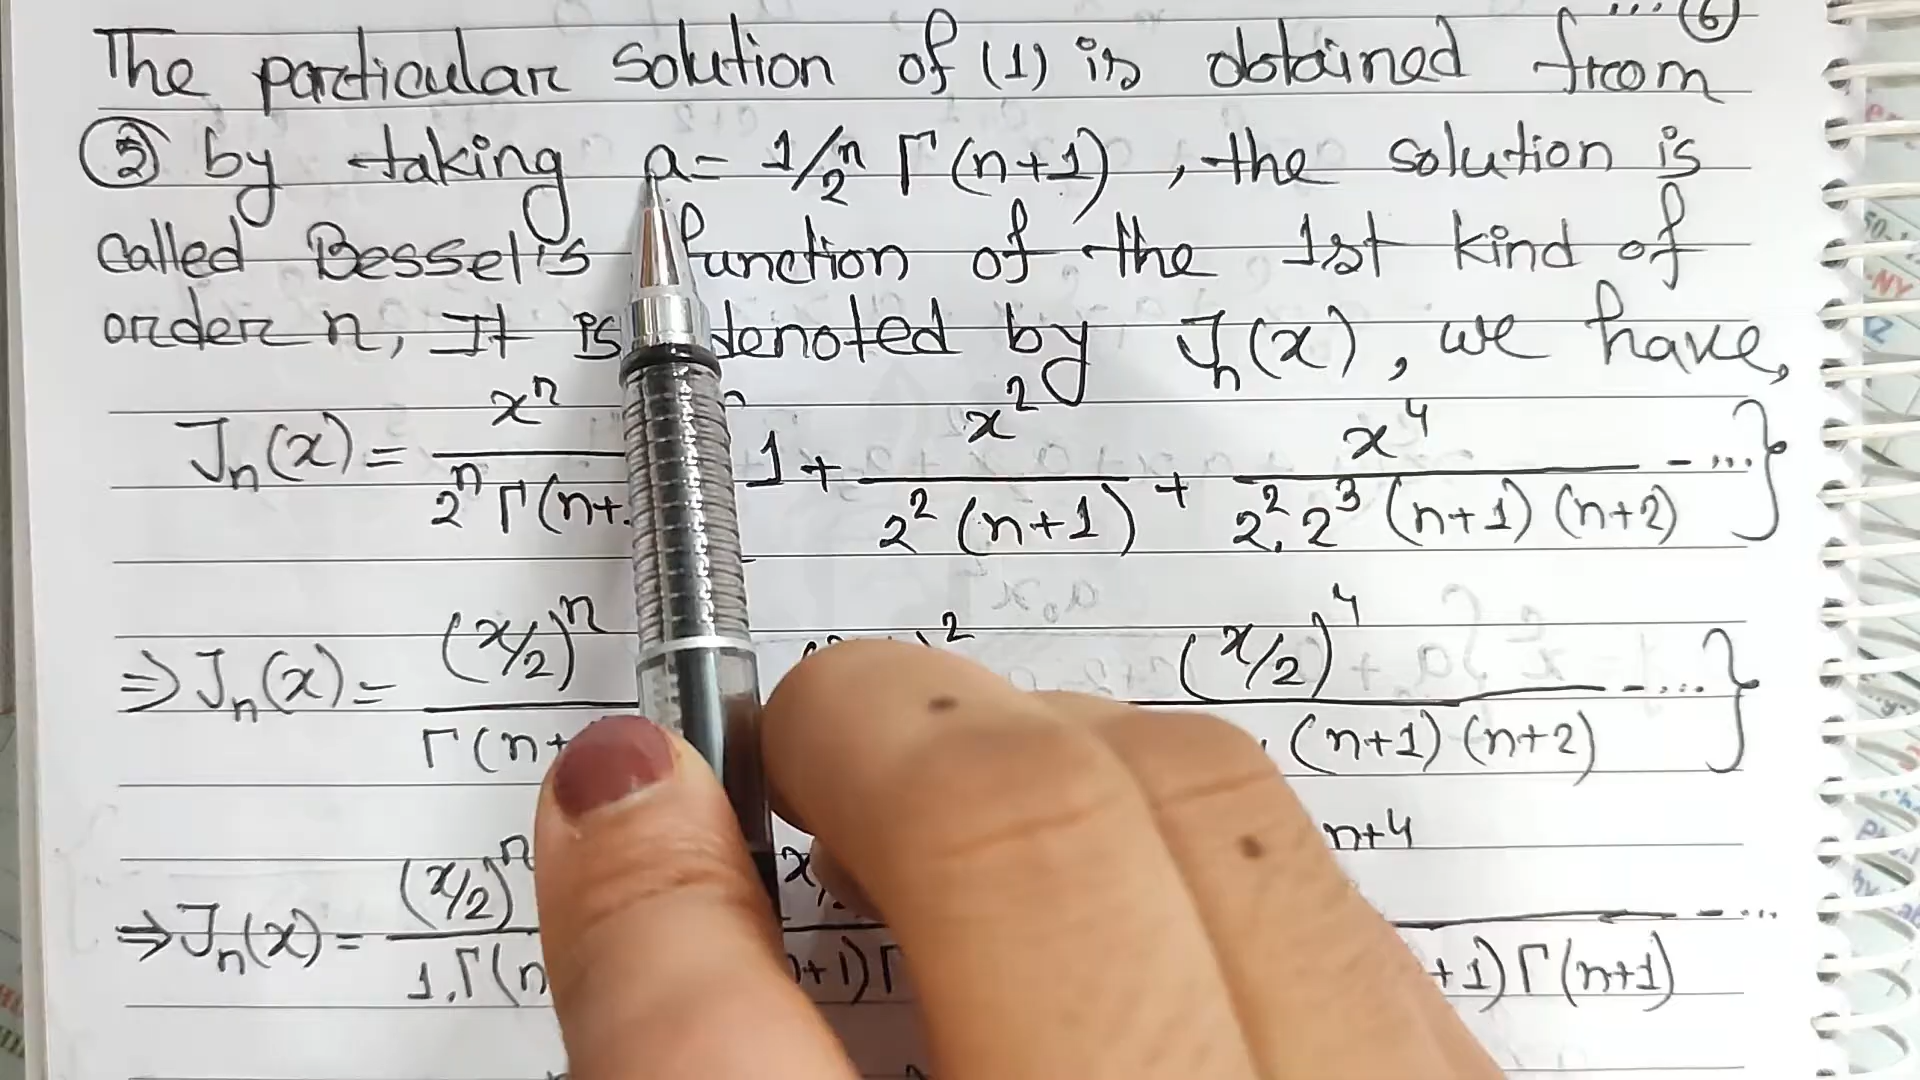 ... (6)
The particular solution of (1) is obtained from
② by taking a = 1/2ⁿ Γ(n+1), the solution is
called Bessel's function of the 1st kind of
order n, It is denoted by Jₙ(x), we have,
Jₙ(x) = xⁿ / 2ⁿ Γ(n+ 1 + x² / 2² (n+1) + x⁴ / 2².2³ (n+1) (n+2) - ... }
⇒ Jₙ(x) = (x/2)ⁿ / Γ(n+ ² (x/2)⁴ / (n+1) (n+2) - ... }
⇒ Jₙ(x) = (x/2)ⁿ / 1.Γ(n x / +1)Γ n+4 / +1)Γ(n+1) - ...